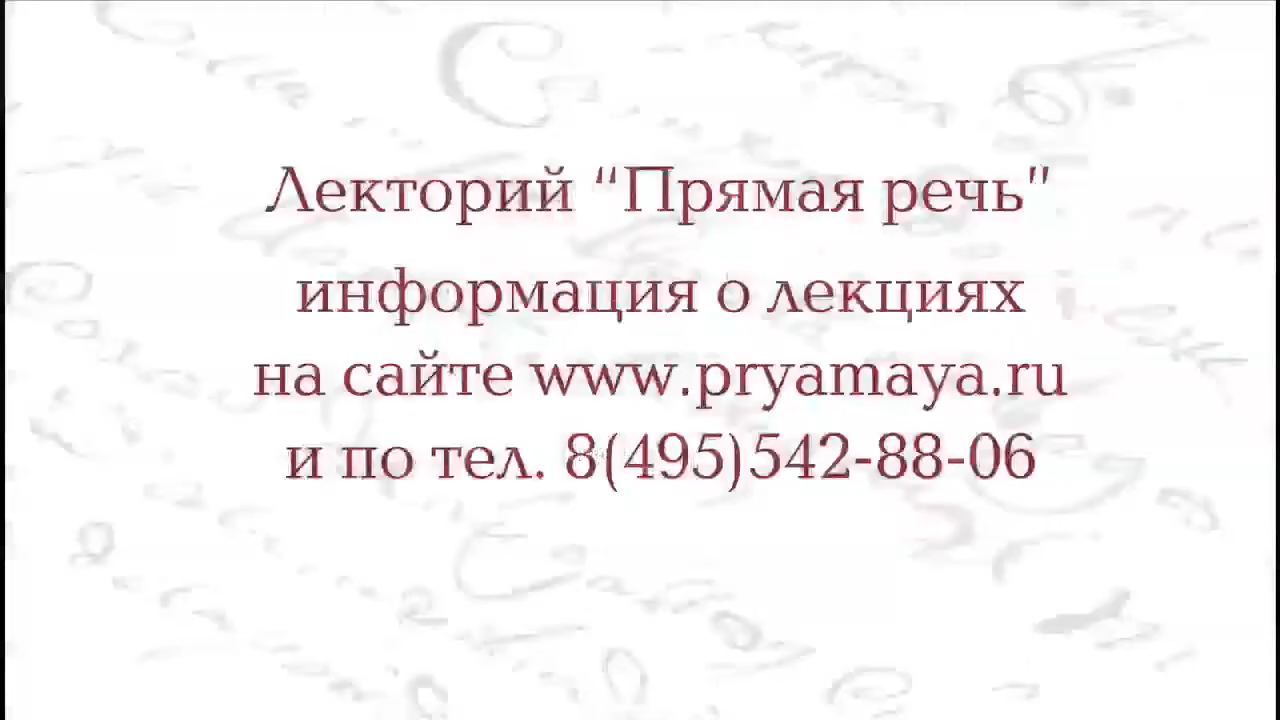 Лекторий “Прямая речь”
информация о лекциях
на сайте www.pryamaya.ru
и по тел. 8(495)542-88-06